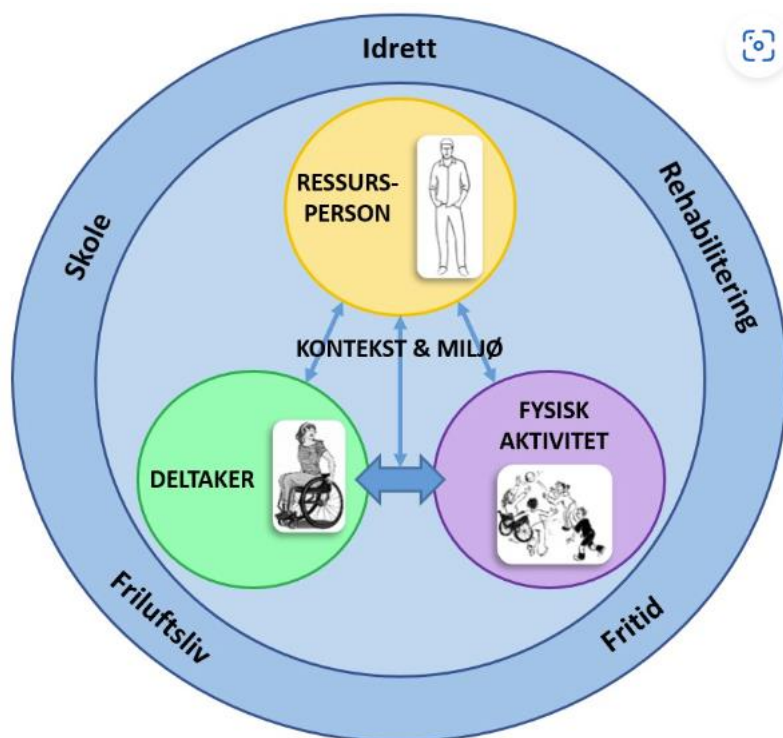 Idrett
Skole
Rehabilitering
RESSURS-
PERSON
KONTEKST & MILJØ
DELTAKER
FYSISK
AKTIVITET
Friluftsliv
Fritid